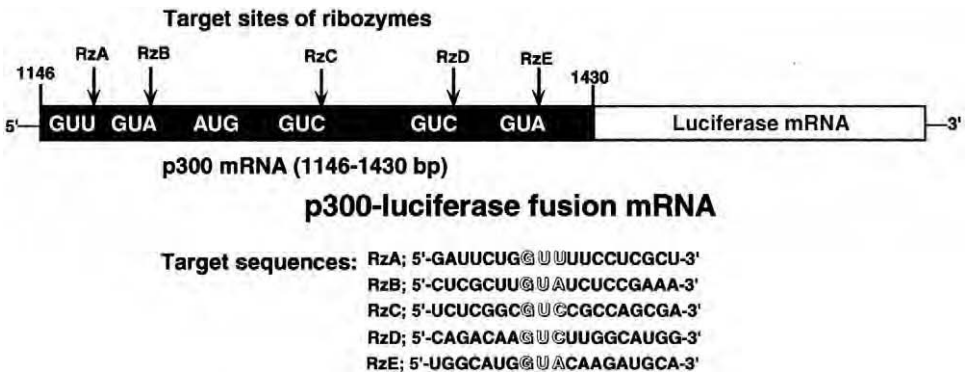 Target sites of ribozymes
RzA RzB RzC RzD RzE
1146 1430
5' GUU GUA AUG GUC GUC GUA Luciferase mRNA 3'
p300 mRNA (1146-1430 bp)
p300-luciferase fusion mRNA
Target sequences: RzA; 5'-GAUUCUGGUUUUCCUCGCU-3'
RzB; 5'-CUCGCUUGUAUCUCCGAAA-3'
RzC; 5'-UCUCGGCGUCCGCCAGCGA-3'
RzD; 5'-CAGACAAGUCUUGGCAUGG-3'
RzE; 5'-UGGCAUGGUACAAGAUGCA-3'